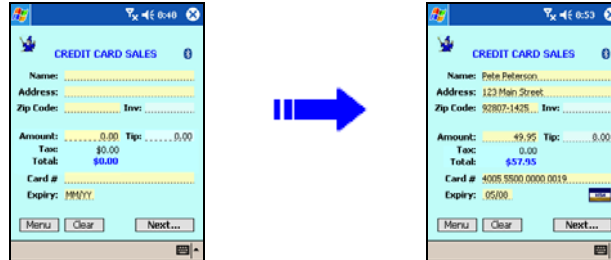 0:40
CREDIT CARD SALES
Name:
Address:
Zip Code: Inv:
Amount: 0.00 Tip: 0.00
Tax: $0.00
Total: $0.00
Card #
Expiry: MM/YY
Menu Clear Next...
0:53
CREDIT CARD SALES
Name: Pete Peterson
Address: 123 Main Street
Zip Code: 92807-1425 Inv:
Amount: 49.95 Tip: 0.00
Tax: 0.00
Total: $57.95
Card # 4005 5500 0000 0019
Expiry: 05/00 VISA
Menu Clear Next...